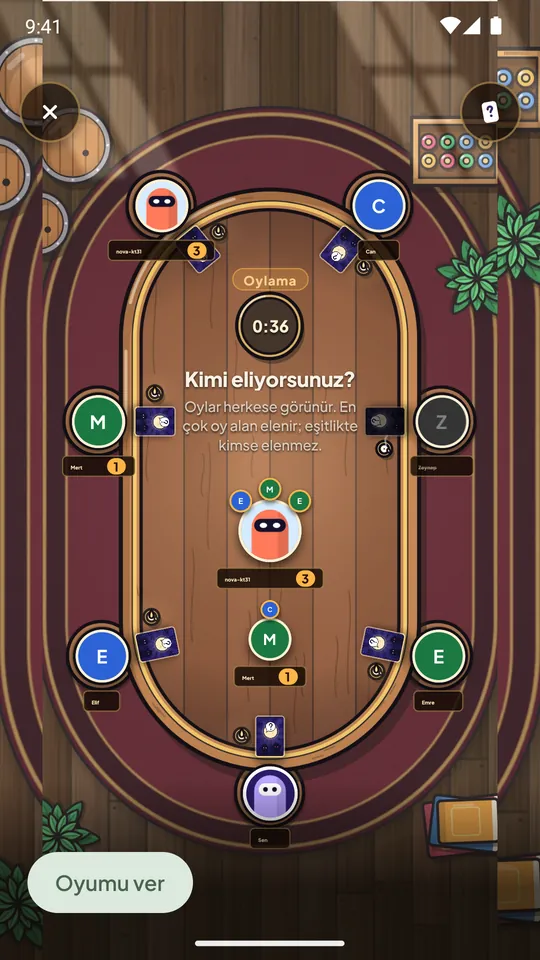 9:41
?
C
nova-kt31
3
Can
Oylama
0:36
Kimi eliyorsunuz?
Oylar herkese görünür. En
çok oy alan elenir; eşitlikte
kimse elenmez.
M
Z
Mert
1
Zeynep
E
M
E
nova-kt31
3
C
M
Mert
1
E
E
Elif
Emre
?
Sen
Oyumu ver